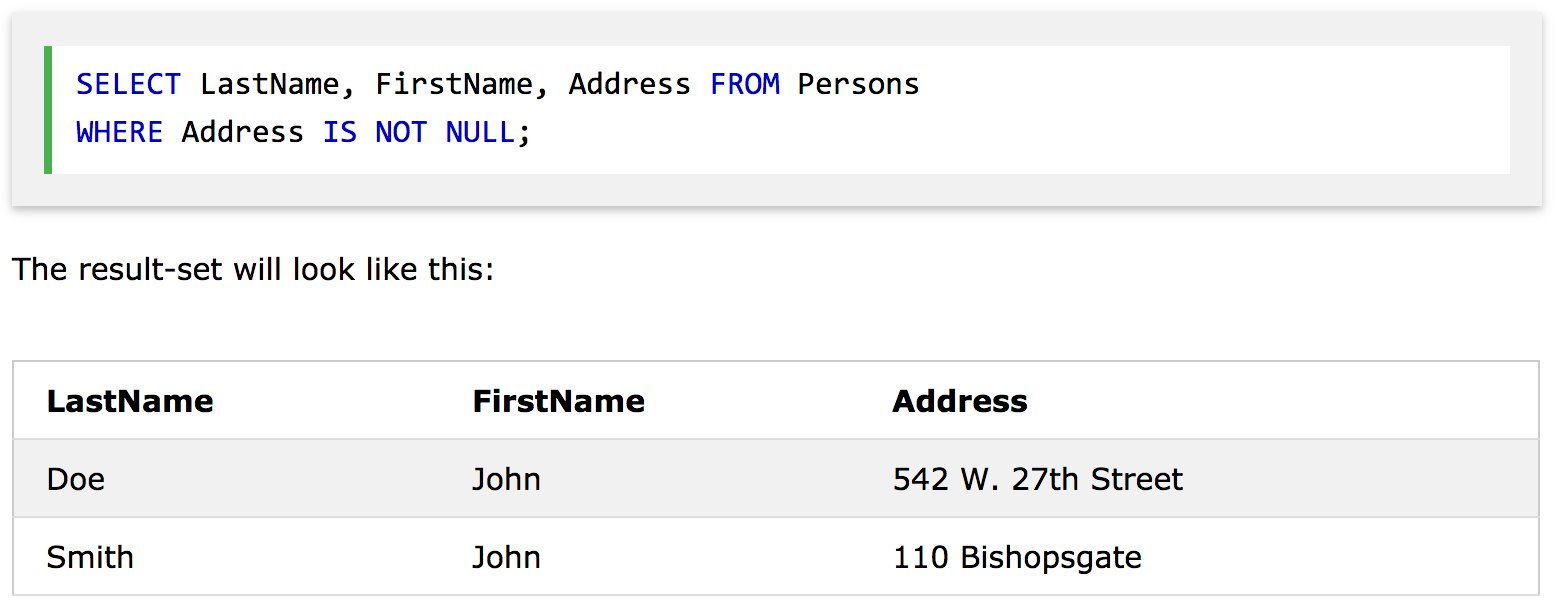 SELECT LastName, FirstName, Address FROM Persons
WHERE Address IS NOT NULL;
The result-set will look like this:
LastName FirstName Address
Doe John 542 W. 27th Street
Smith John 110 Bishopsgate